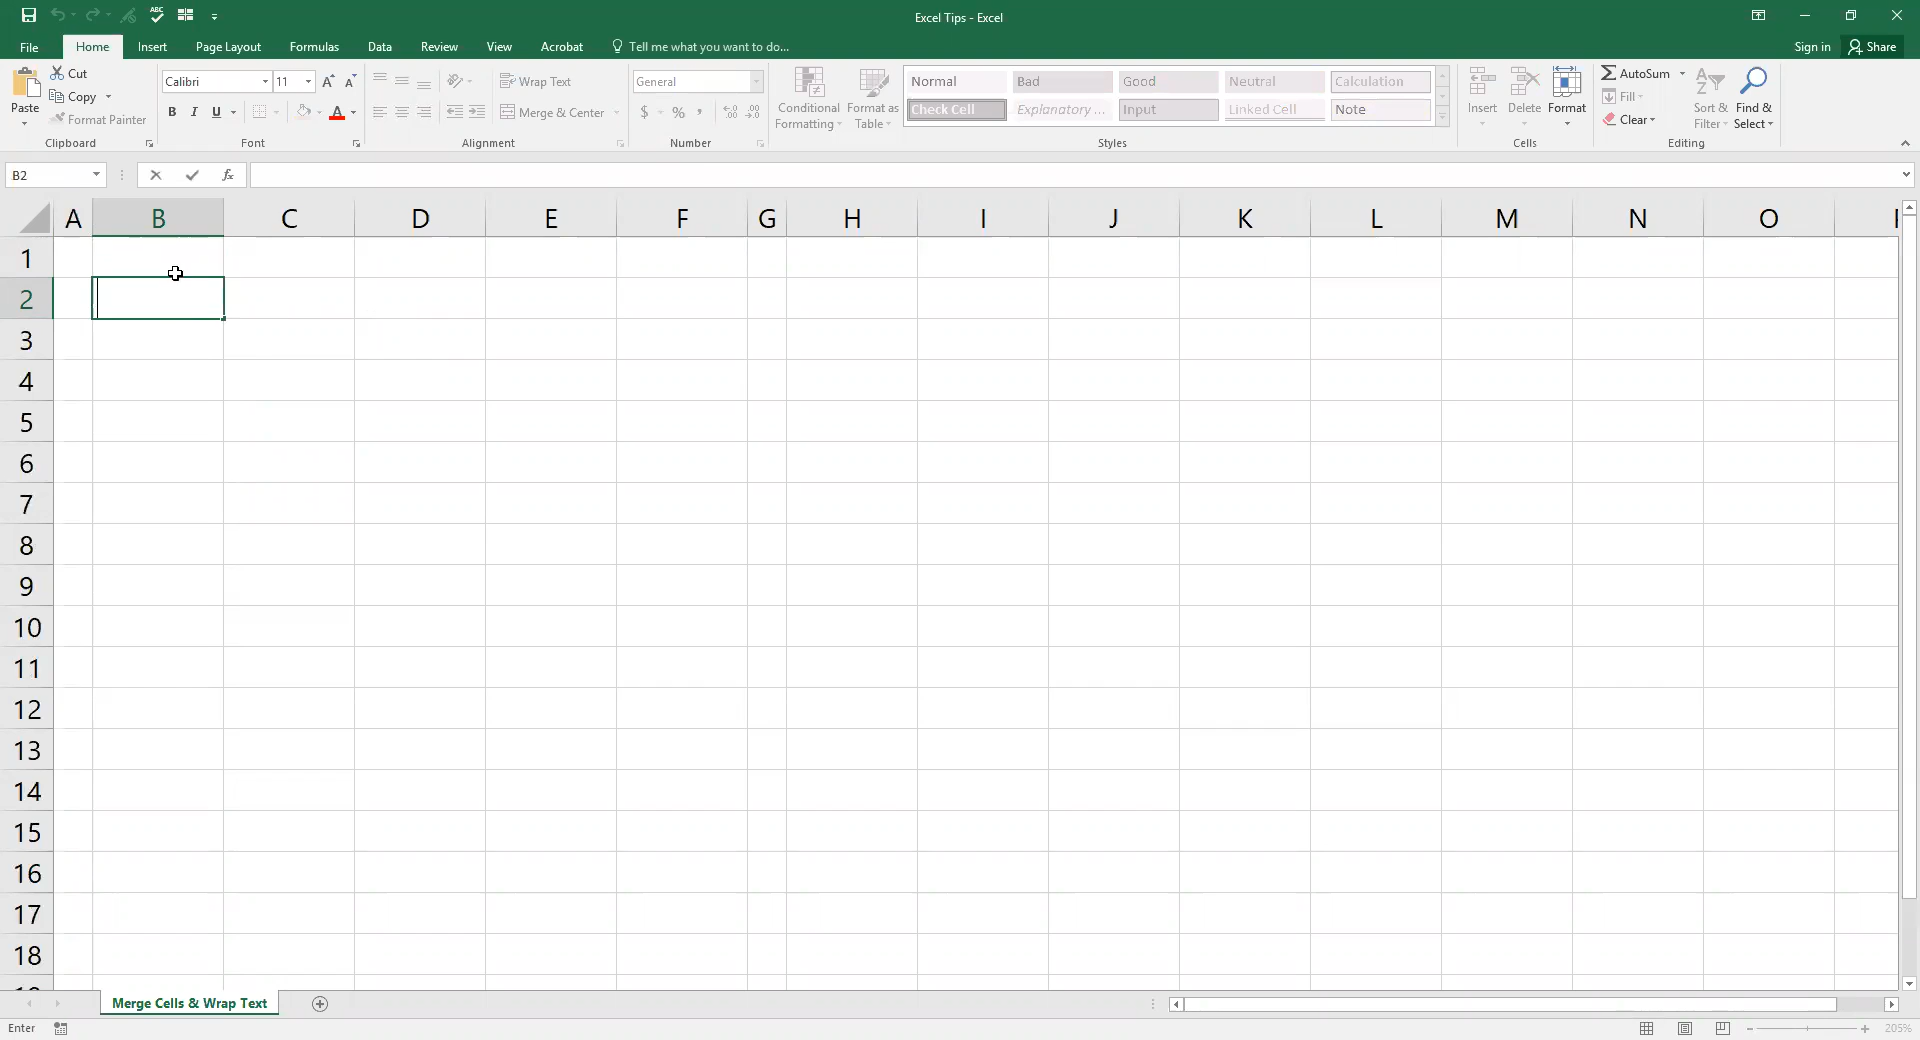 ABC
Excel Tips - Excel
File Home Insert Page Layout Formulas Data Review View Acrobat Tell me what you want to do... Sign in Share
Paste Cut
Copy
Format Painter
Clipboard
Calibri 11 A A
B I U A
Font
Wrap Text
Merge & Center
Alignment
General
$ % , .0 .00
Number
Conditional Formatting Format as Table
Normal Bad Good Neutral Calculation
Check Cell Explanatory ... Input Linked Cell Note
Styles
Insert Delete Format
Cells
AutoSum
Fill
Clear
Sort & Filter Find & Select
Editing
B2 fx
A B C D E F G H I J K L M N O
1
2
3
4
5
6
7
8
9
10
11
12
13
14
15
16
17
18
Merge Cells & Wrap Text
Enter 205%